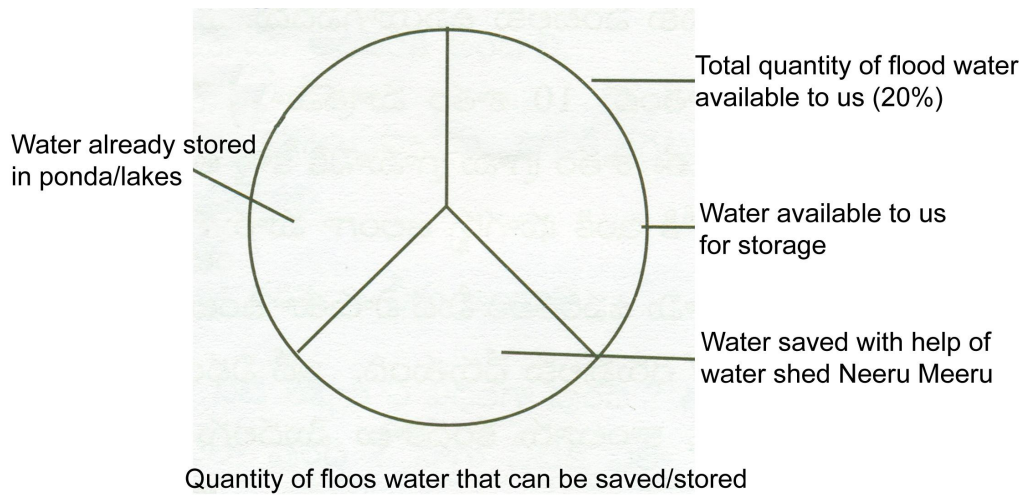 Total quantity of flood water
available to us (20%)
Water already stored
in ponda/lakes
Water available to us
for storage
Water saved with help of
water shed Neeru Meeru
Quantity of floos water that can be saved/stored